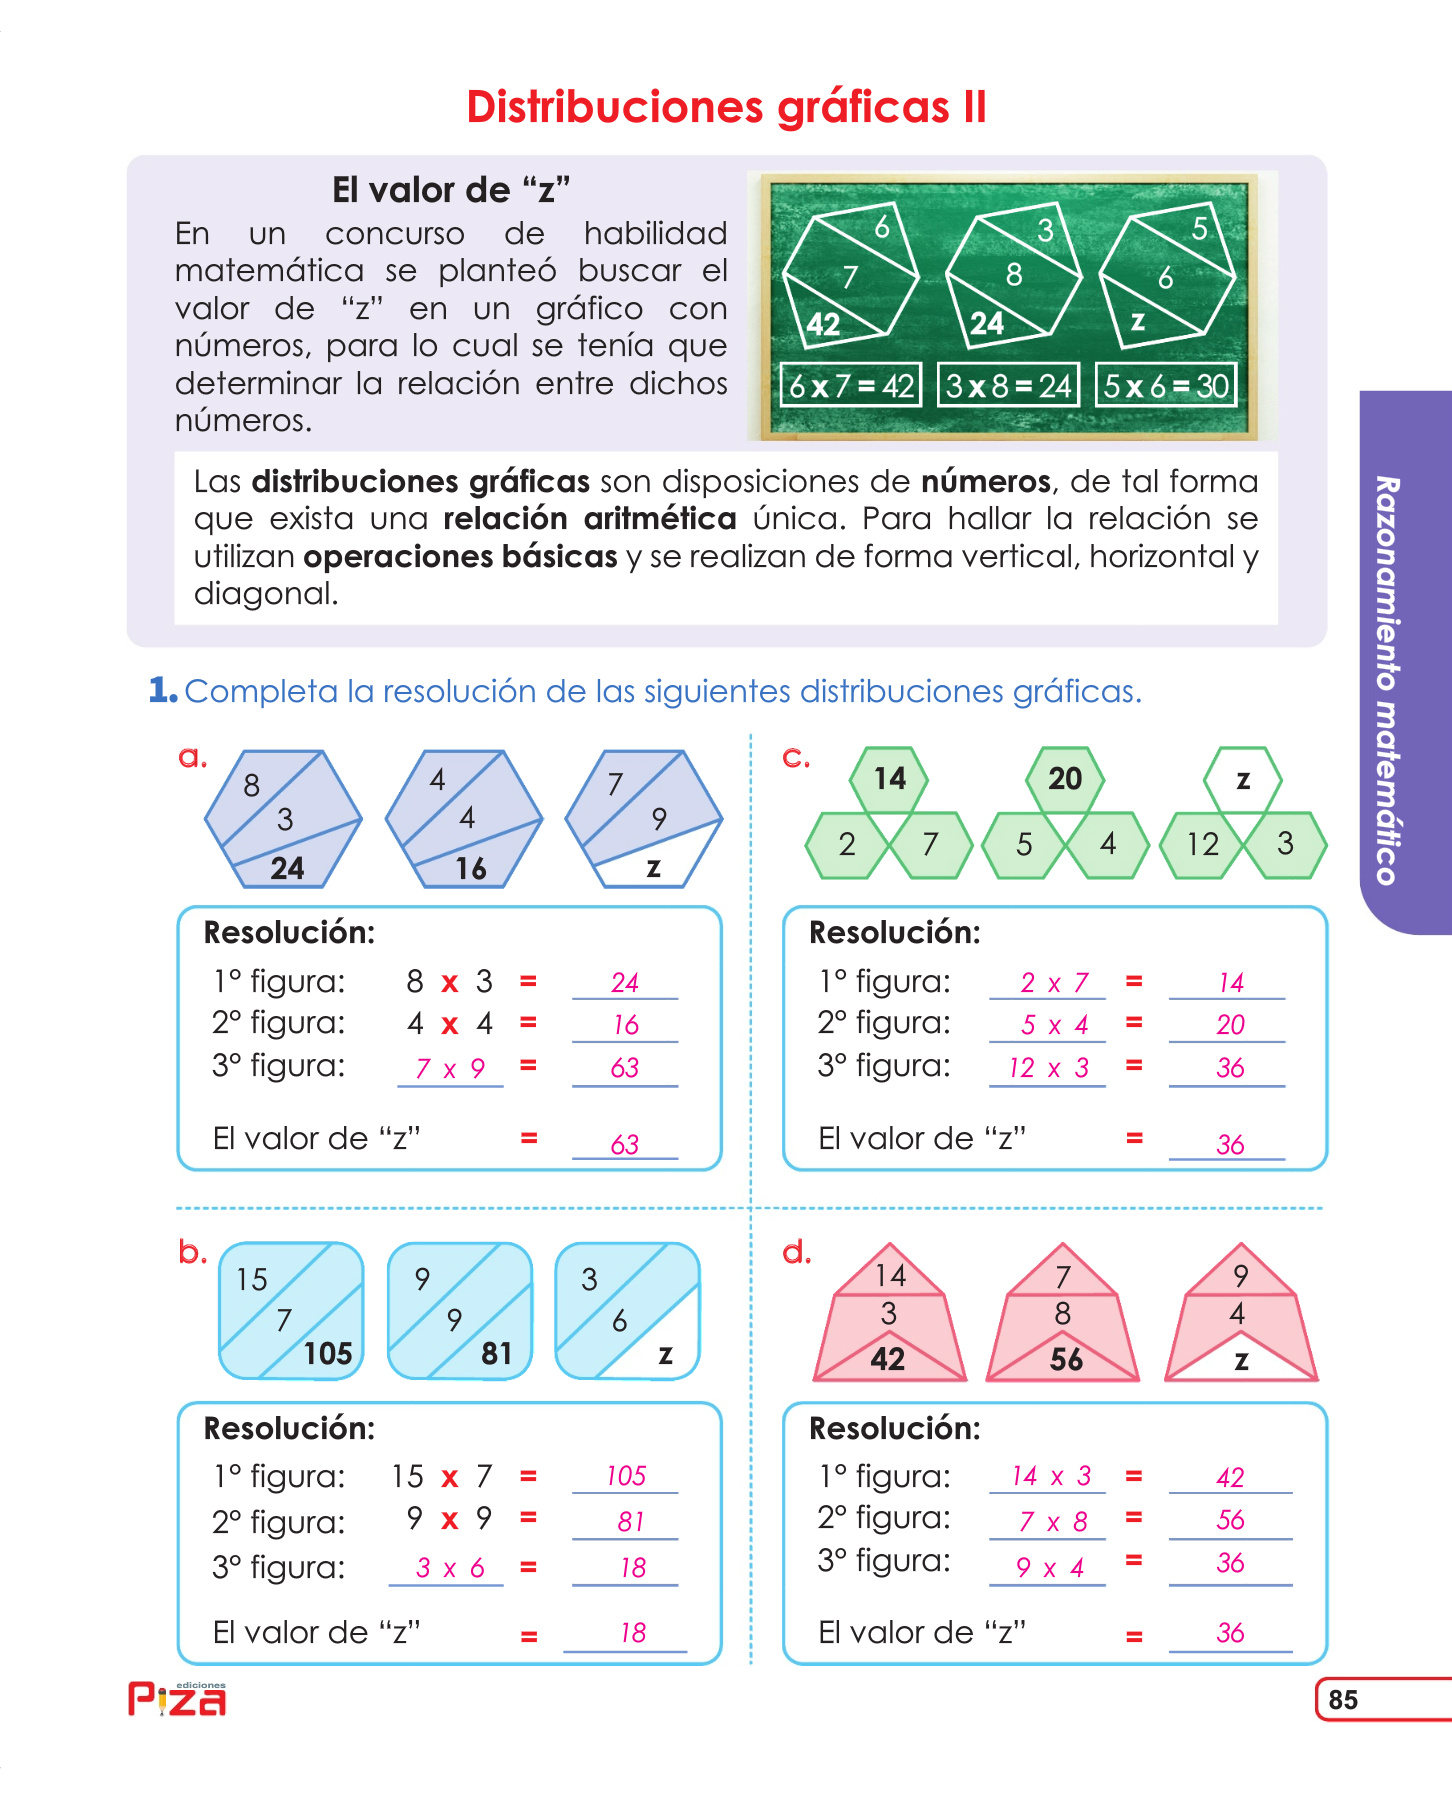 Distribuciones gráficas II
El valor de “z”
En un concurso de habilidad
matemática se planteó buscar el
valor de “z” en un gráfico con
números, para lo cual se tenía que
determinar la relación entre dichos
números.
6 3 5
7 8 6
42 24 z
6 x 7 = 42 3 x 8 = 24 5 x 6 = 30
Las distribuciones gráficas son disposiciones de números, de tal forma
que exista una relación aritmética única. Para hallar la relación se
utilizan operaciones básicas y se realizan de forma vertical, horizontal y
diagonal.
Razonamiento matemático
1. Completa la resolución de las siguientes distribuciones gráficas.
a.
8 4 7
3 4 9
24 16 z
Resolución:
1° figura: 8 x 3 = 24
2° figura: 4 x 4 = 16
3° figura: 7 x 9 = 63
El valor de “z” = 63
c.
14 20 z
2 7 5 4 12 3
Resolución:
1° figura: 2 x 7 = 14
2° figura: 5 x 4 = 20
3° figura: 12 x 3 = 36
El valor de “z” = 36
b.
15 9 3
7 9 6
105 81 z
Resolución:
1° figura: 15 x 7 = 105
2° figura: 9 x 9 = 81
3° figura: 3 x 6 = 18
El valor de “z” = 18
d.
14 7 9
3 8 4
42 56 z
Resolución:
1° figura: 14 x 3 = 42
2° figura: 7 x 8 = 56
3° figura: 9 x 4 = 36
El valor de “z” = 36
ediciones
Piza
85